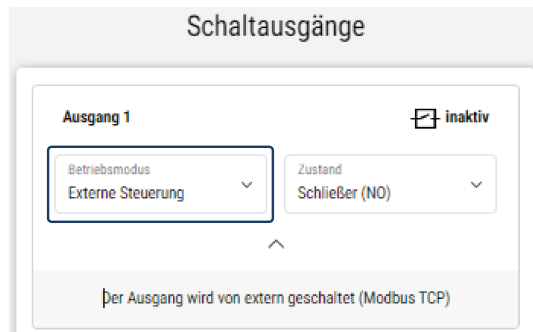 Schaltausgänge
Ausgang 1 inaktiv
Betriebsmodus Zustand
Externe Steuerung Schließer (NO)
Der Ausgang wird von extern geschaltet (Modbus TCP)